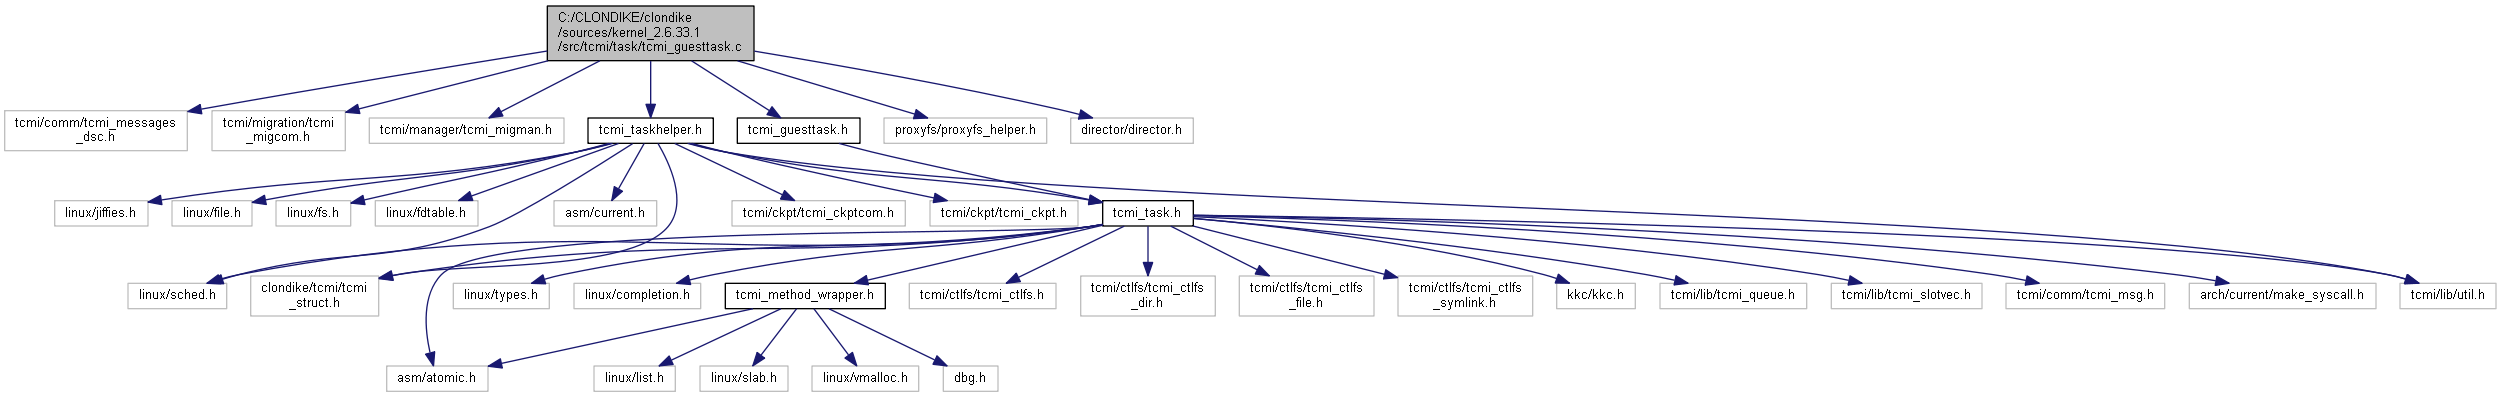 C:/CLONDIKE/clondike
/sources/kernel_2.6.33.1
/src/tcmi/task/tcmi_guesttask.c
tcmi/comm/tcmi_messages
_dsc.h
tcmi/migration/tcmi
_migcom.h
tcmi/manager/tcmi_migman.h
tcmi_taskhelper.h
tcmi_guesttask.h
proxyfs/proxyfs_helper.h
director/director.h
linux/jiffies.h
linux/file.h
linux/fs.h
linux/fdtable.h
asm/current.h
tcmi/ckpt/tcmi_ckptcom.h
tcmi/ckpt/tcmi_ckpt.h
tcmi_task.h
linux/sched.h
clondike/tcmi/tcmi
_struct.h
linux/types.h
linux/completion.h
tcmi_method_wrapper.h
tcmi/ctlfs/tcmi_ctlfs.h
tcmi/ctlfs/tcmi_ctlfs
_dir.h
tcmi/ctlfs/tcmi_ctlfs
_file.h
tcmi/ctlfs/tcmi_ctlfs
_symlink.h
kkc/kkc.h
tcmi/lib/tcmi_queue.h
tcmi/lib/tcmi_slotvec.h
tcmi/comm/tcmi_msg.h
arch/current/make_syscall.h
tcmi/lib/util.h
asm/atomic.h
linux/list.h
linux/slab.h
linux/vmalloc.h
dbg.h